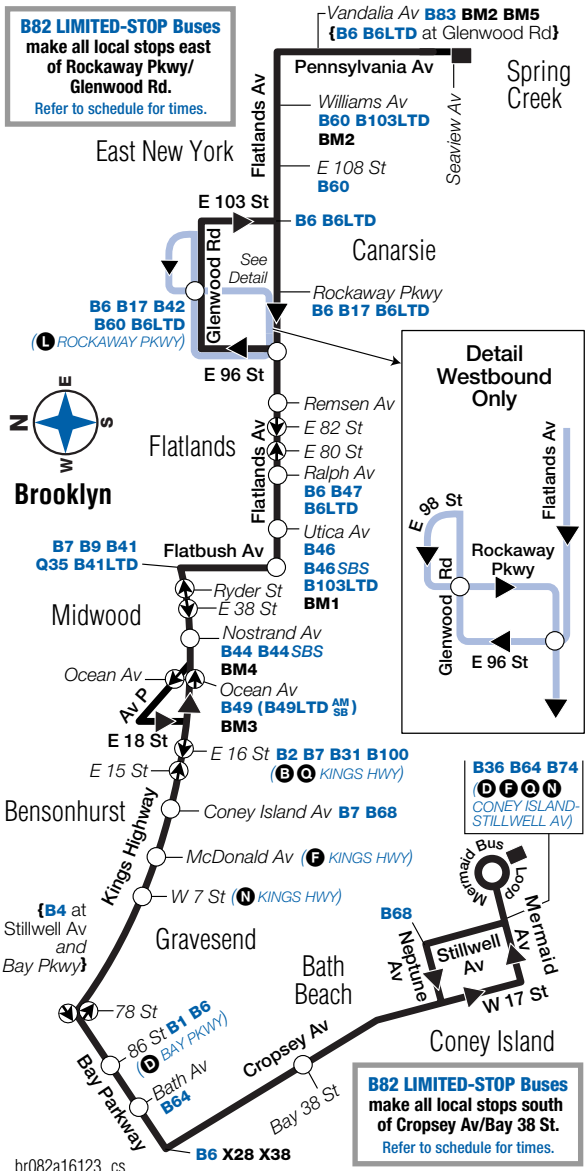 B82 LIMITED-STOP Buses
make all local stops east
of Rockaway Pkwy/
Glenwood Rd.
Refer to schedule for times.
Vandalia Av B83 BM2 BM5
{B6 B6LTD at Glenwood Rd}
Pennsylvania Av
Spring
Creek
Seaview Av
Flatlands Av
Williams Av
B60 B103LTD
BM2
East New York
E 108 St
B60
E 103 St
B6 B6LTD
Canarsie
Glenwood Rd
See
Detail
Rockaway Pkwy
B6 B17 B6LTD
B6 B17 B42
B60 B6LTD
(L ROCKAWAY PKWY)
E 96 St
Detail
Westbound
Only
Flatlands Av
E 98 St
Rockaway
Pkwy
Glenwood Rd
E 96 St
N E S W
Brooklyn
Remsen Av
E 82 St
Flatlands
E 80 St
Flatlands Av
Ralph Av
B6 B47
B6LTD
Utica Av
B46
B46SBS
B103LTD
BM1
B7 B9 B41
Q35 B41LTD
Flatbush Av
Ryder St
E 38 St
Midwood
Nostrand Av
B44 B44SBS
BM4
Ocean Av
Av P
Ocean Av
B49 (B49LTD AM SB)
BM3
E 18 St
E 16 St B2 B7 B31 B100
(B Q KINGS HWY)
E 15 St
Bensonhurst
Kings Highway
Coney Island Av B7 B68
McDonald Av (F KINGS HWY)
W 7 St (N KINGS HWY)
{B4 at
Stillwell Av
and
Bay Pkwy}
Gravesend
78 St
86 St B1 B6
(D BAY PKWY)
Bath Av
B64
Bay Parkway
B6 X28 X38
Cropsey Av
Bay 38 St
Bath
Beach
B36 B64 B74
(D F Q N
CONEY ISLAND-
STILLWELL AV)
Mermaid Bus
Loop
B68
Neptune
Av
Stillwell
Av
Mermaid
Av
W 17 St
Coney Island
B82 LIMITED-STOP Buses
make all local stops south
of Cropsey Av/Bay 38 St.
Refer to schedule for times.
br082a16123_cs